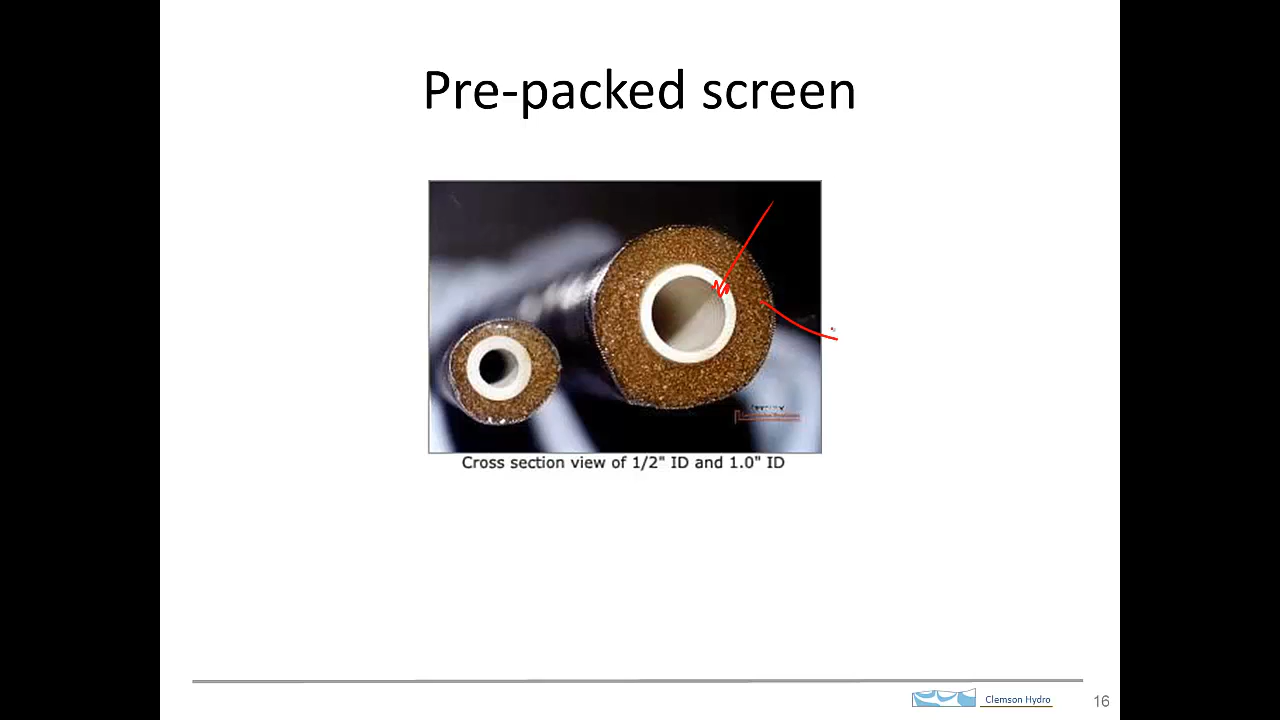 Pre-packed screen
Cross section view of 1/2" ID and 1.0" ID
Clemson Hydro
16